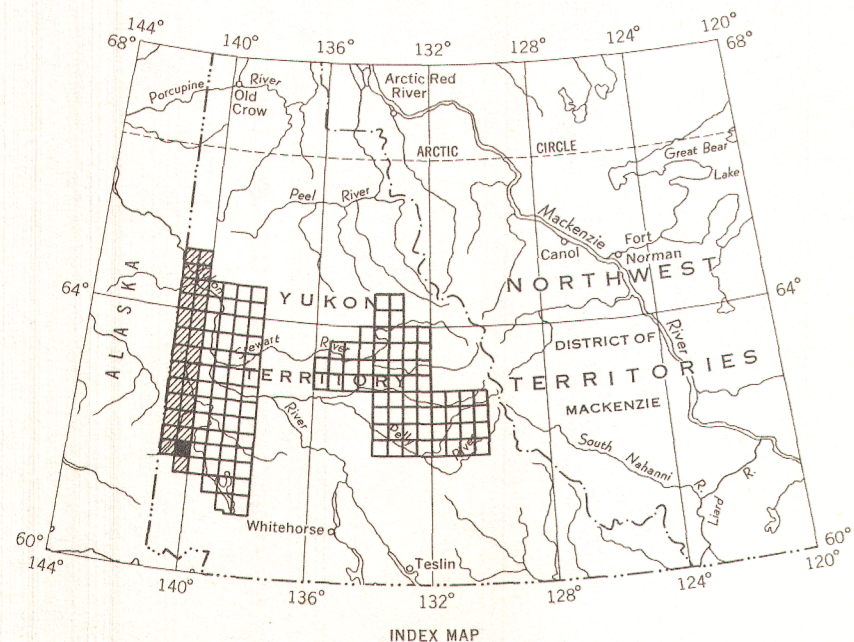 144°
140°
136°
132°
128°
124°
120°
68°
68°
Porcupine River
Old
Crow
Arctic Red
River
ARCTIC CIRCLE
Great Bear
Lake
Peel River
Mackenzie
Canol
Fort
Norman
64°
ALASKA
YUKON
NORTHWEST
64°
Stewart River
DISTRICT OF
River
TERRITORY
TERRITORIES
MACKENZIE
River
Pelly
River
South Nahanni R.
Liard R.
Whitehorse
Teslin
60°
60°
144°
140°
136°
132°
128°
124°
120°
INDEX MAP